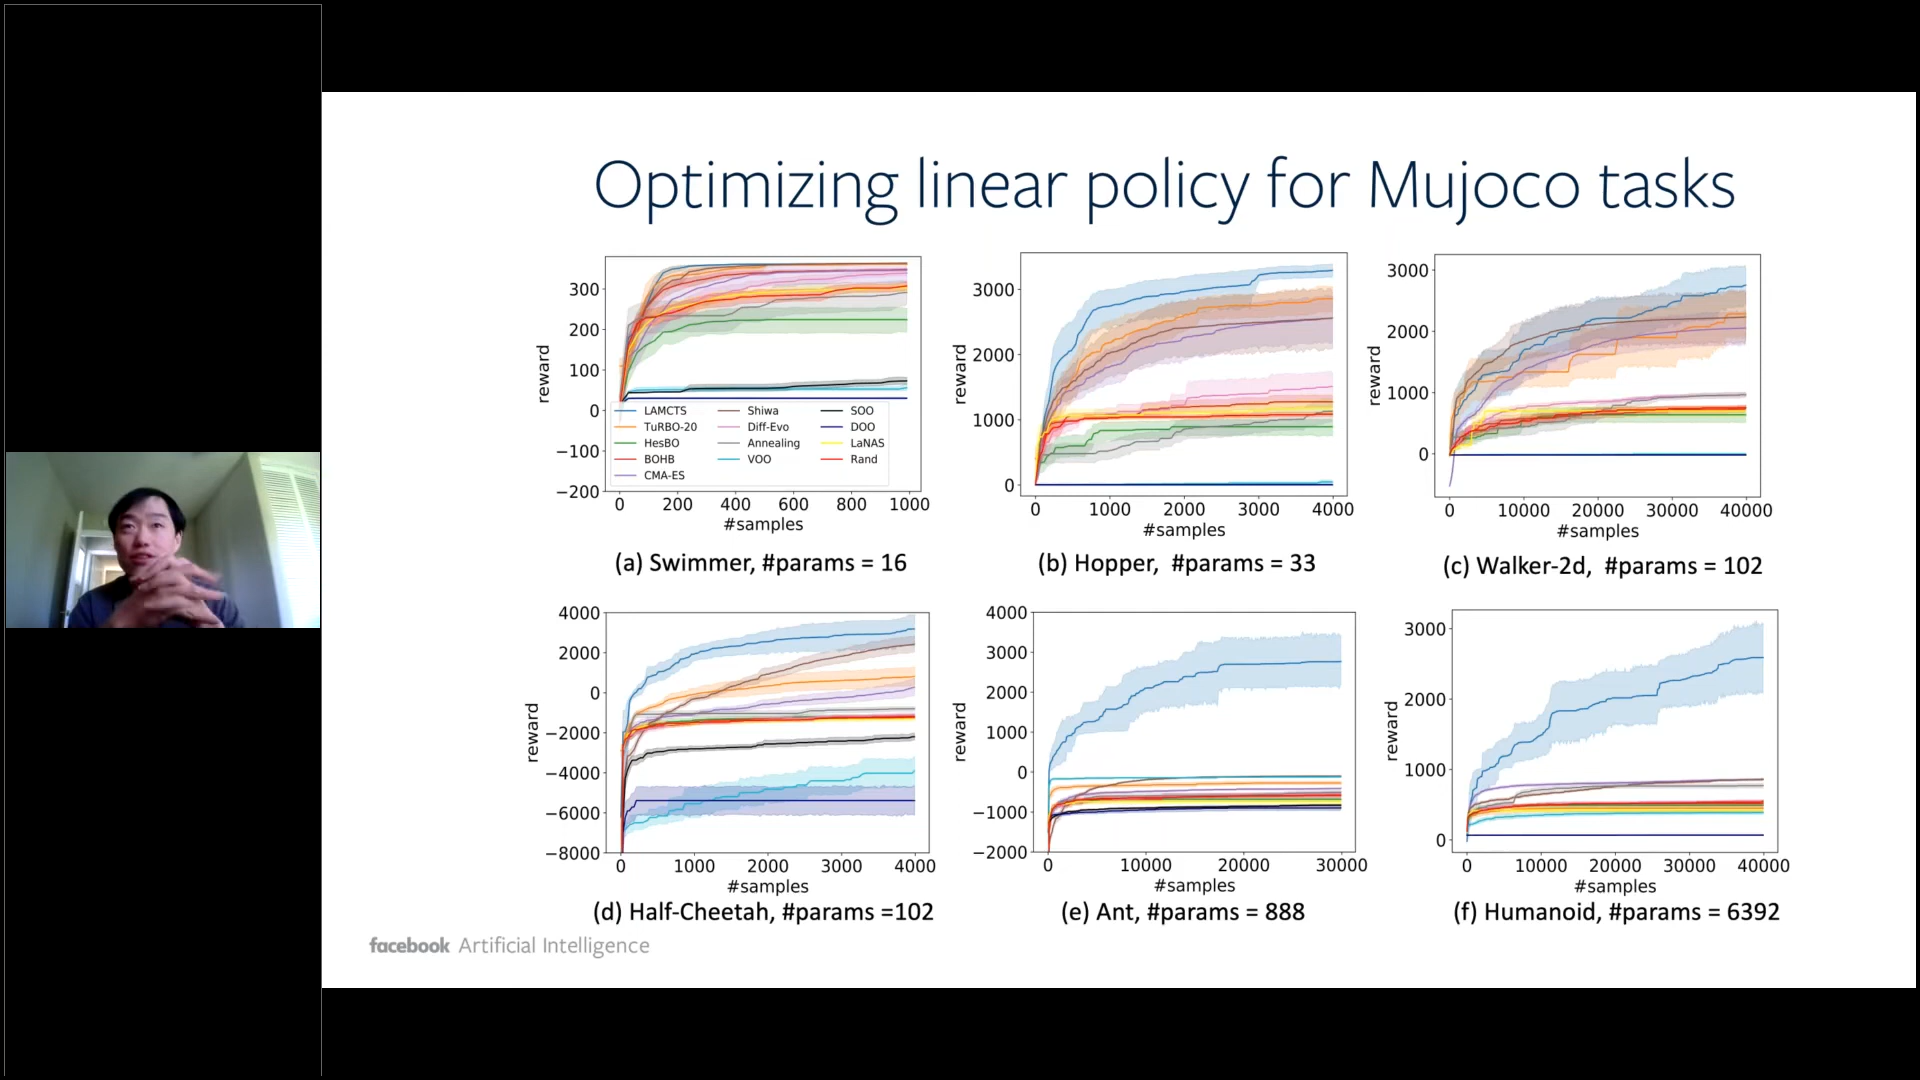 Optimizing linear policy for Mujoco tasks
reward
300
200
100
0
−100
−200
LAMCTS
TuRBO-20
HesBO
BOHB
CMA-ES
Shiwa
Diff-Evo
Annealing
VOO
SOO
DOO
LaNAS
Rand
0 200 400 600 800 1000
#samples
(a) Swimmer, #params = 16
reward
3000
2000
1000
0
0 1000 2000 3000 4000
#samples
(b) Hopper, #params = 33
reward
3000
2000
1000
0
0 10000 20000 30000 40000
#samples
(c) Walker-2d, #params = 102
reward
4000
2000
0
−2000
−4000
−6000
−8000
0 1000 2000 3000 4000
#samples
(d) Half-Cheetah, #params =102
reward
4000
3000
2000
1000
0
−1000
−2000
0 10000 20000 30000
#samples
(e) Ant, #params = 888
reward
3000
2000
1000
0
0 10000 20000 30000 40000
#samples
(f) Humanoid, #params = 6392
facebook Artificial Intelligence